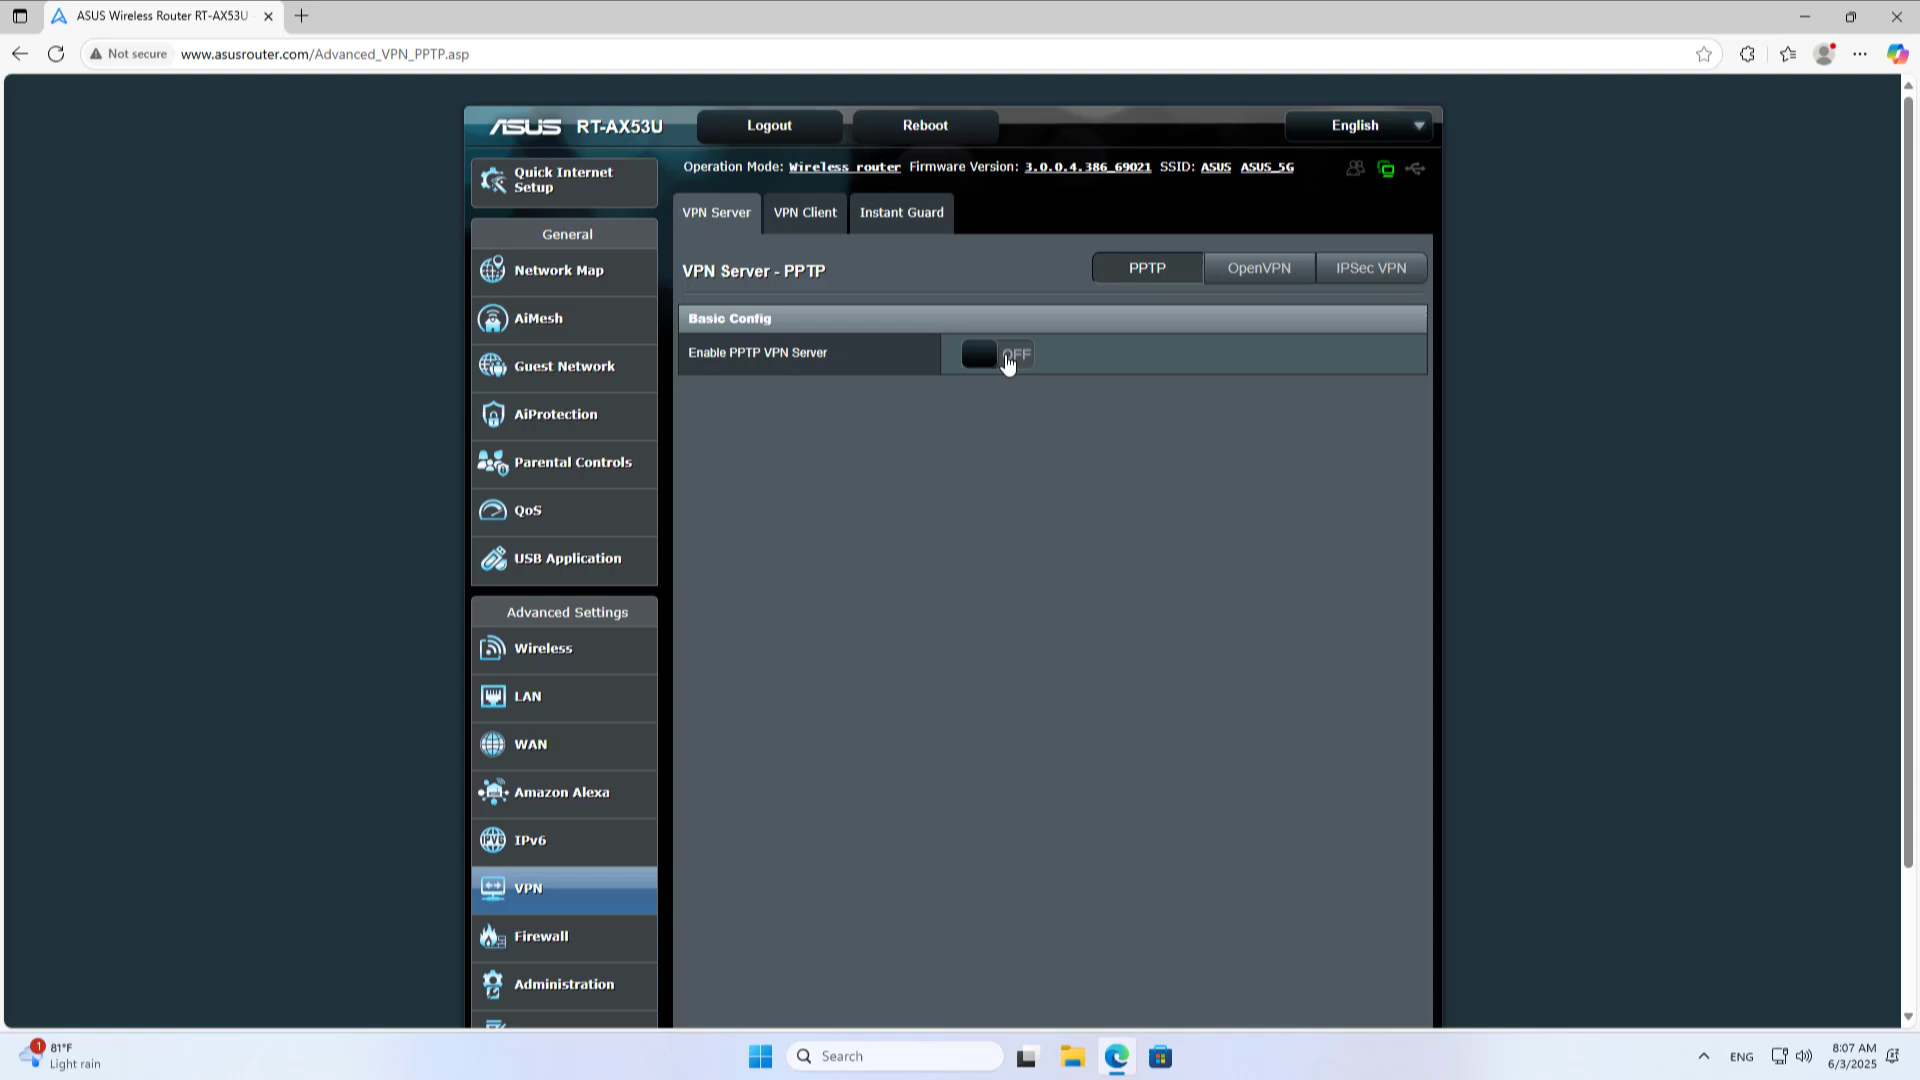 ASUS Wireless Router RT-AX53U
Not secure
www.asusrouter.com/Advanced_VPN_PPTP.asp
ASUS RT-AX53U
Logout
Reboot
English
Quick Internet
Setup
Operation Mode: Wireless router Firmware Version: 3.0.0.4.386_69021 SSID: ASUS ASUS_5G
VPN Server
VPN Client
Instant Guard
General
VPN Server - PPTP
PPTP
OpenVPN
IPSec VPN
Network Map
AiMesh
Basic Config
Enable PPTP VPN Server
OFF
Guest Network
AiProtection
Parental Controls
QoS
USB Application
Advanced Settings
Wireless
LAN
WAN
Amazon Alexa
IPV6 IPv6
VPN
Firewall
Administration
1
81°F
Light rain
Search
ENG
8:07 AM
6/3/2025